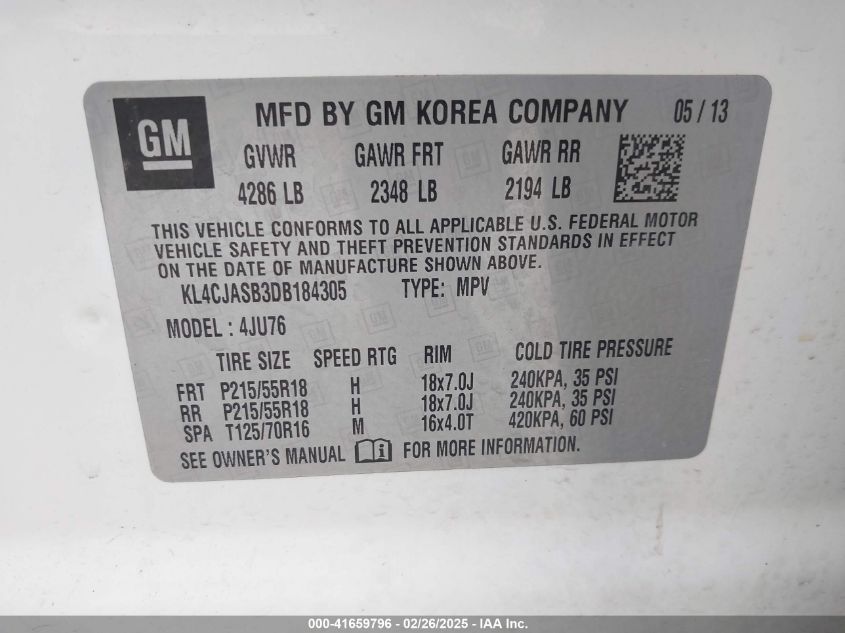 GM MFD BY GM KOREA COMPANY 05 / 13
GVWR GAWR FRT GAWR RR
4286 LB 2348 LB 2194 LB
THIS VEHICLE CONFORMS TO ALL APPLICABLE U.S. FEDERAL MOTOR
VEHICLE SAFETY AND THEFT PREVENTION STANDARDS IN EFFECT
ON THE DATE OF MANUFACTURE SHOWN ABOVE.
KL4CJASB3DB184305 TYPE: MPV
MODEL : 4JU76
TIRE SIZE SPEED RTG RIM COLD TIRE PRESSURE
FRT P215/55R18 H 18x7.0J 240KPA, 35 PSI
RR P215/55R18 H 18x7.0J 240KPA, 35 PSI
SPA T125/70R16 M 16x4.0T 420KPA, 60 PSI
SEE OWNER'S MANUAL i FOR MORE INFORMATION.
000-41659796 - 02/26/2025 - IAA Inc.